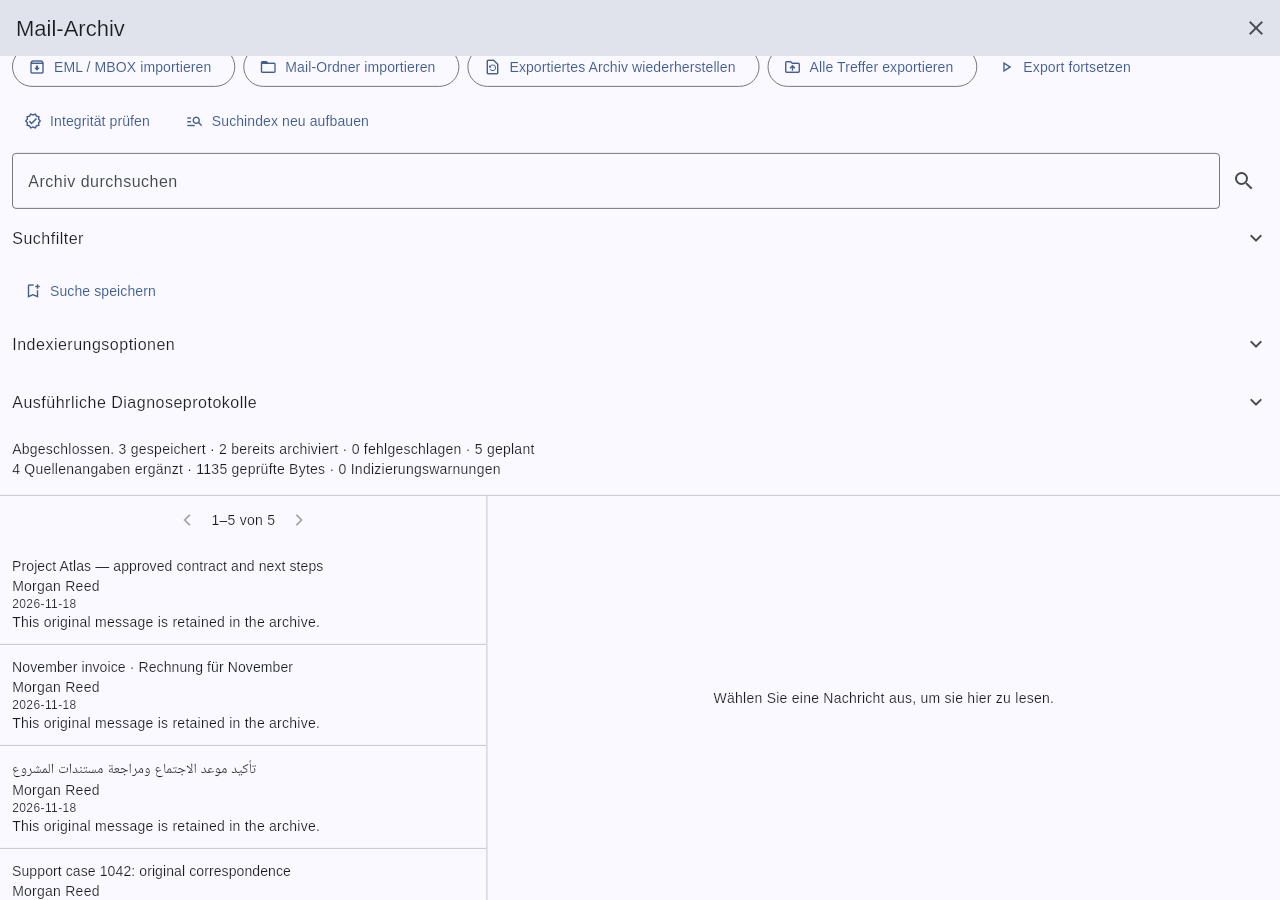 Mail-Archiv
EML / MBOX importieren
Mail-Ordner importieren
Exportiertes Archiv wiederherstellen
Alle Treffer exportieren
Export fortsetzen
Integrität prüfen
Suchindex neu aufbauen
Archiv durchsuchen
Suchfilter
Suche speichern
Indexierungsoptionen
Ausführliche Diagnoseprotokolle
Abgeschlossen. 3 gespeichert · 2 bereits archiviert · 0 fehlgeschlagen · 5 geplant
4 Quellenangaben ergänzt · 1135 geprüfte Bytes · 0 Indizierungswarnungen
1–5 von 5
Project Atlas — approved contract and next steps
Morgan Reed
2026-11-18
This original message is retained in the archive.
November invoice · Rechnung für November
Morgan Reed
2026-11-18
This original message is retained in the archive.
تأكيد موعد الاجتماع ومراجعة مستندات المشروع
Morgan Reed
2026-11-18
This original message is retained in the archive.
Support case 1042: original correspondence
Morgan Reed
Wählen Sie eine Nachricht aus, um sie hier zu lesen.